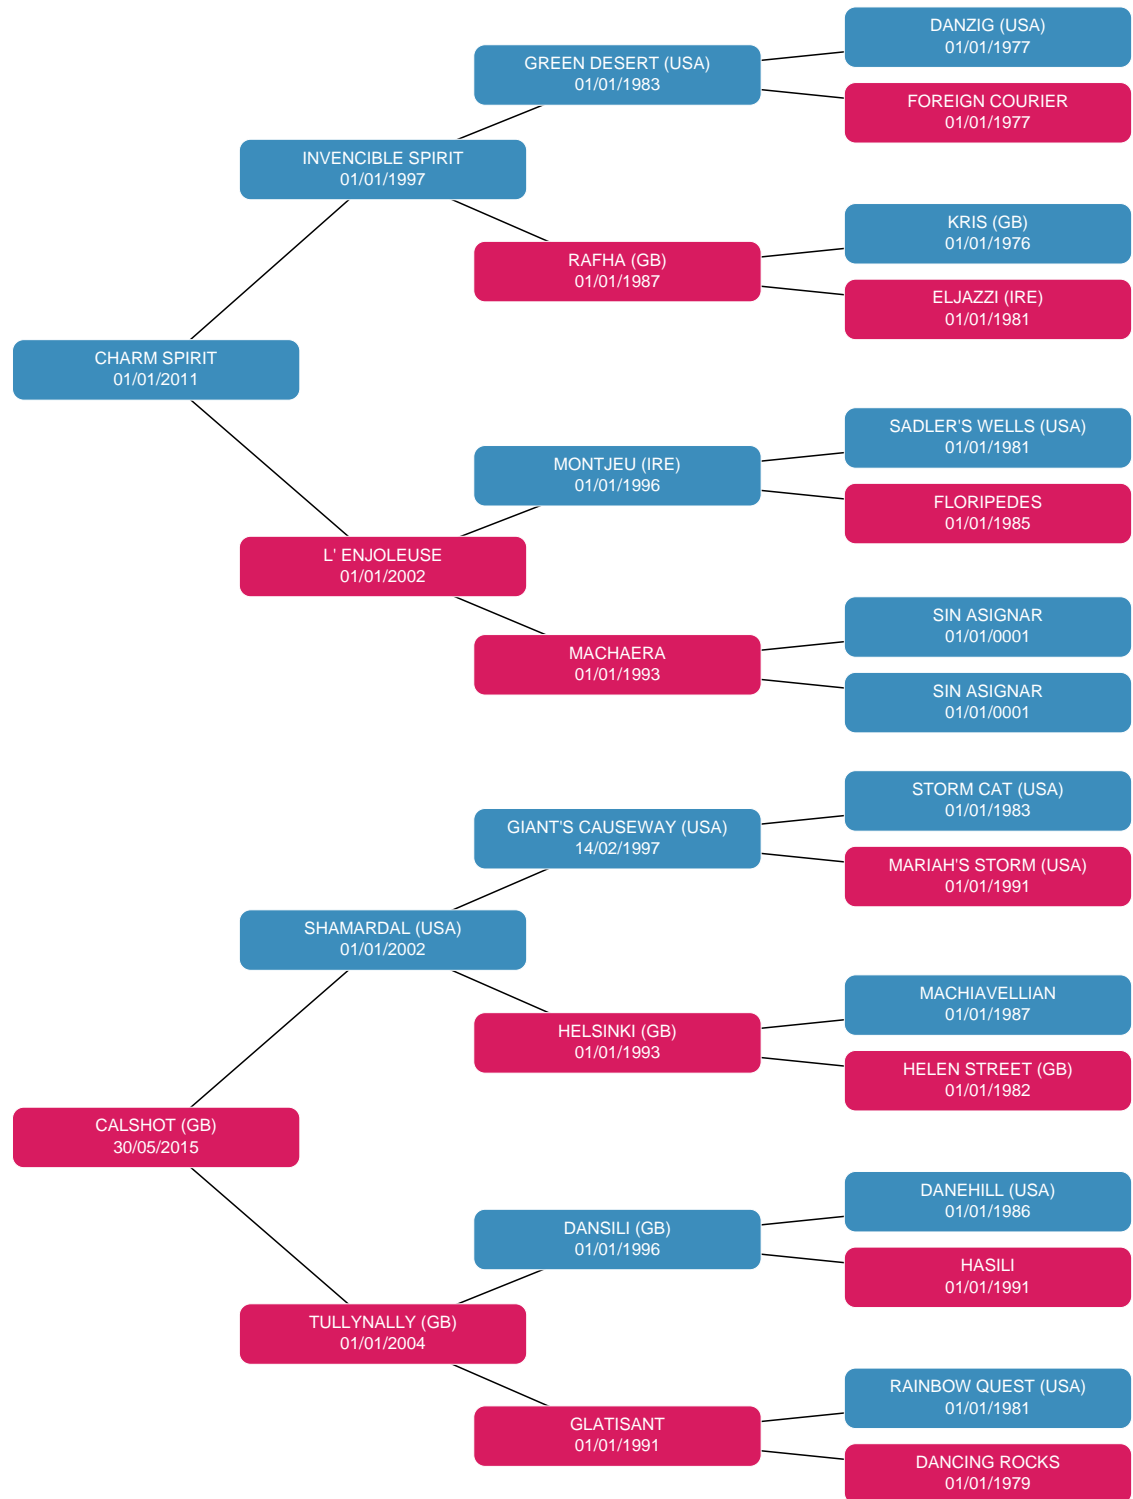 DANZIG (USA)
01/01/1977
GREEN DESERT (USA)
01/01/1983
FOREIGN COURIER
01/01/1977
INVENCIBLE SPIRIT
01/01/1997
KRIS (GB)
01/01/1976
RAFHA (GB)
01/01/1987
ELJAZZI (IRE)
01/01/1981
CHARM SPIRIT
01/01/2011
SADLER'S WELLS (USA)
01/01/1981
MONTJEU (IRE)
01/01/1996
FLORIPEDES
01/01/1985
L' ENJOLEUSE
01/01/2002
SIN ASIGNAR
01/01/0001
MACHAERA
01/01/1993
SIN ASIGNAR
01/01/0001
STORM CAT (USA)
01/01/1983
GIANT'S CAUSEWAY (USA)
14/02/1997
MARIAH'S STORM (USA)
01/01/1991
SHAMARDAL (USA)
01/01/2002
MACHIAVELLIAN
01/01/1987
HELSINKI (GB)
01/01/1993
HELEN STREET (GB)
01/01/1982
CALSHOT (GB)
30/05/2015
DANEHILL (USA)
01/01/1986
DANSILI (GB)
01/01/1996
HASILI
01/01/1991
TULLYNALLY (GB)
01/01/2004
RAINBOW QUEST (USA)
01/01/1981
GLATISANT
01/01/1991
DANCING ROCKS
01/01/1979